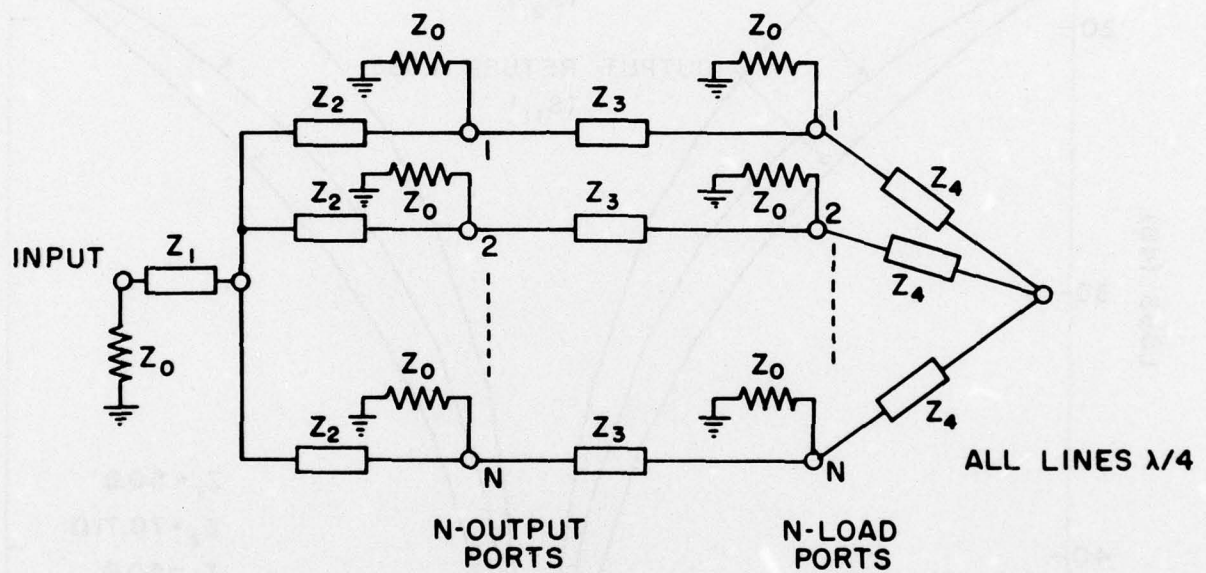 Z₀
Z₀
Z₂
Z₃
1
1
Z₄
Z₂
Z₀
Z₃
Z₀
2
2
Z₄
INPUT
Z₁
Z₀
Z₀
Z₀
Z₄
Z₂
Z₃
N
N
ALL LINES λ/4
N-OUTPUT
PORTS
N-LOAD
PORTS